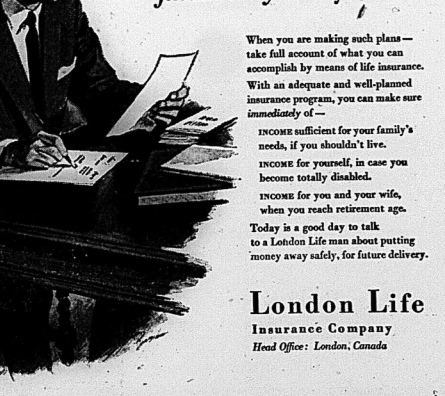 When you are making such plans—
take full account of what you can
accomplish by means of life insurance.
With an adequate and well-planned
insurance program, you can make sure
immediately of—
INCOME sufficient for your family's
needs, if you shouldn't live.
INCOME for yourself, in case you
become totally disabled.
INCOME for you and your wife,
when you reach retirement age.
Today is a good day to talk
to a London Life man about putting
money away safely, for future delivery.
London Life
Insurance Company
Head Office: London, Canada